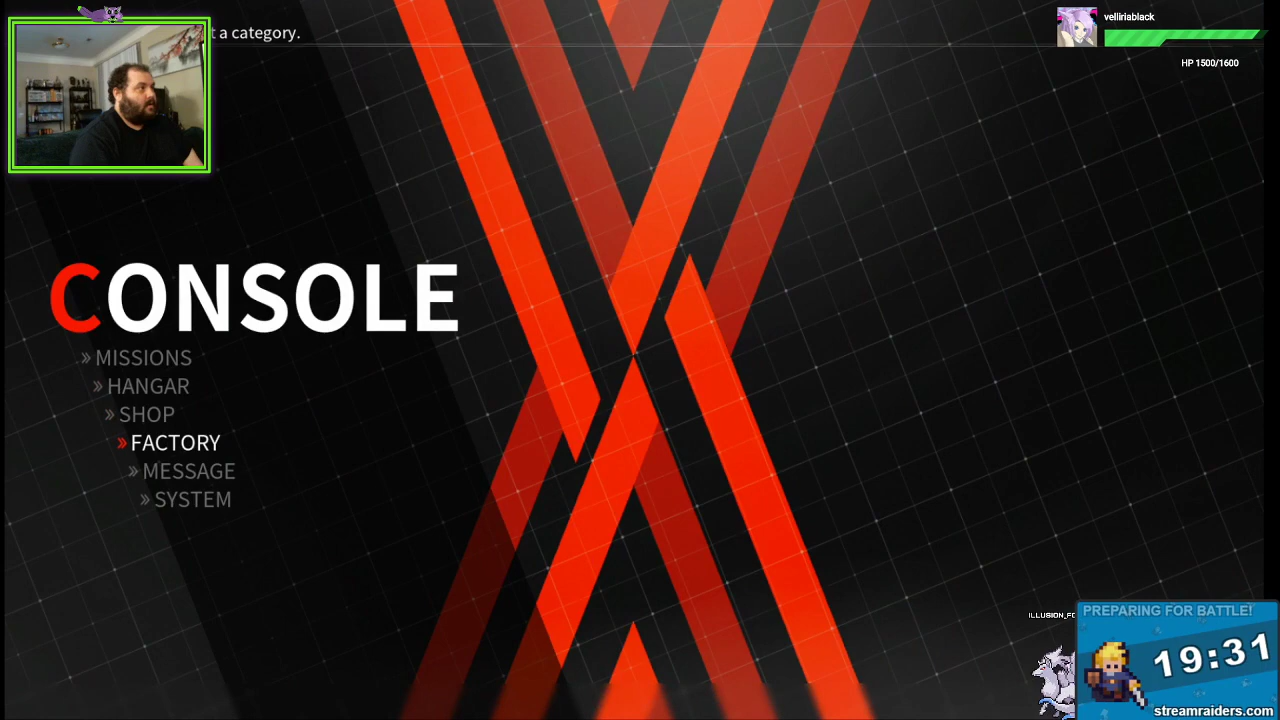 t a category.
velliriablack
HP 1500/1600
CONSOLE
» MISSIONS
» HANGAR
» SHOP
» FACTORY
» MESSAGE
» SYSTEM
ILLUSION_FC
PREPARING FOR BATTLE!
19:31
streamraiders.com